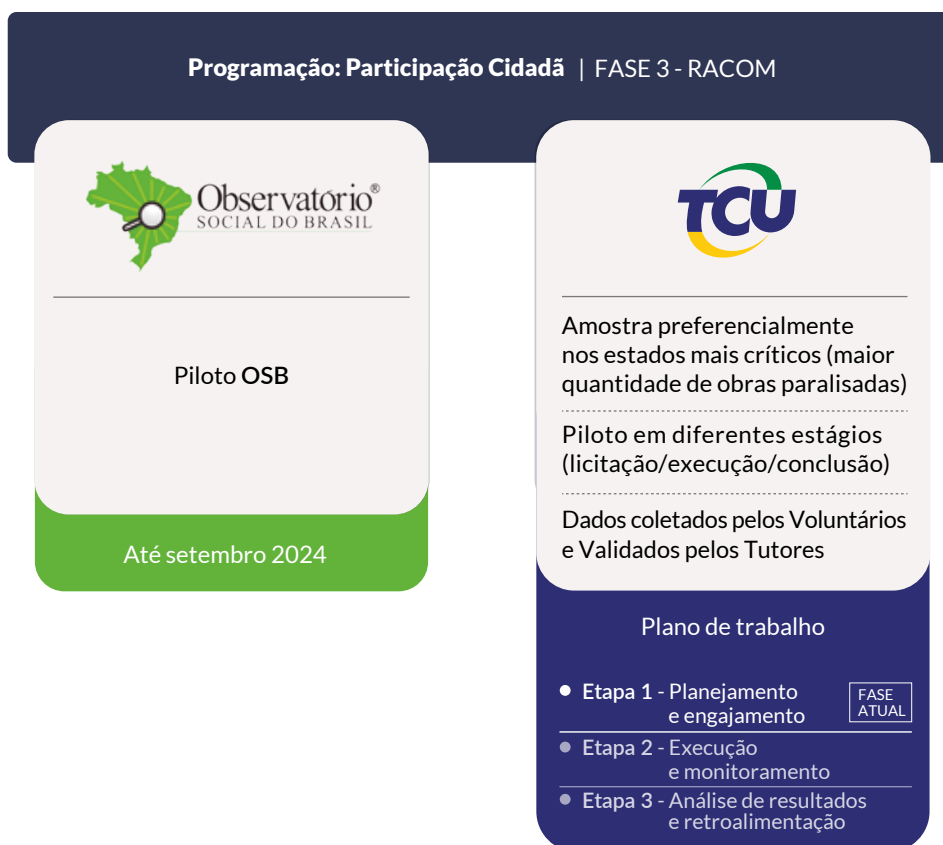 Programação: Participação Cidadã | FASE 3 - RACOM
Observatório®
SOCIAL DO BRASIL
Piloto OSB
Até setembro 2024
TCU
Amostra preferencialmente
nos estados mais críticos (maior
quantidade de obras paralisadas)
Piloto em diferentes estágios
(licitação/execução/conclusão)
Dados coletados pelos Voluntários
e Validados pelos Tutores
Plano de trabalho
Etapa 1 - Planejamento
e engajamento
FASE
ATUAL
Etapa 2 - Execução
e monitoramento
Etapa 3 - Análise de resultados
e retroalimentação